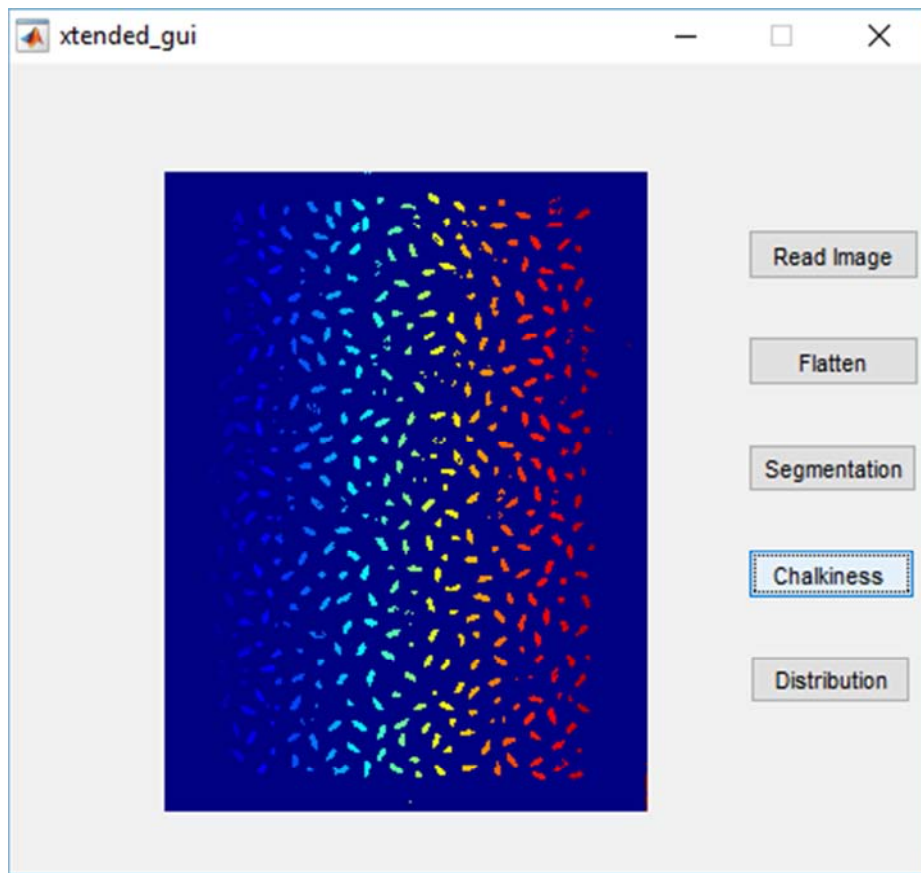 xtended_gui
Read Image
Flatten
Segmentation
Chalkiness
Distribution